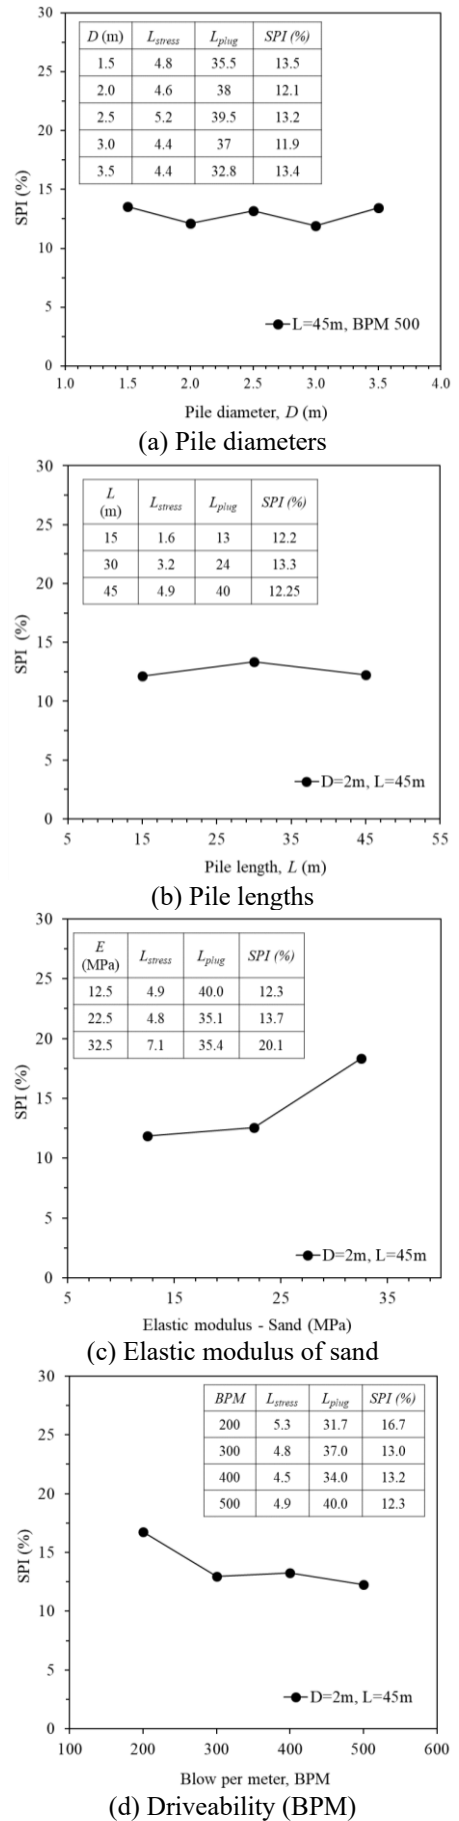 30
25
20
15
10
5
0
SPI (%)
D (m) Lstress Lplug SPI (%)
1.5 4.8 35.5 13.5
2.0 4.6 38 12.1
2.5 5.2 39.5 13.2
3.0 4.4 37 11.9
3.5 4.4 32.8 13.4
L=45m, BPM 500
1.0 1.5 2.0 2.5 3.0 3.5 4.0
Pile diameter, D (m)
(a) Pile diameters
30
25
20
15
10
5
0
SPI (%)
L
(m) Lstress Lplug SPI (%)
15 1.6 13 12.2
30 3.2 24 13.3
45 4.9 40 12.25
D=2m, L=45m
5 15 25 35 45 55
Pile length, L (m)
(b) Pile lengths
30
25
20
15
10
5
0
SPI (%)
E
(MPa) Lstress Lplug SPI (%)
12.5 4.9 40.0 12.3
22.5 4.8 35.1 13.7
32.5 7.1 35.4 20.1
D=2m, L=45m
5 15 25 35
Elastic modulus - Sand (MPa)
(c) Elastic modulus of sand
30
25
20
15
10
5
0
SPI (%)
BPM Lstress Lplug SPI (%)
200 5.3 31.7 16.7
300 4.8 37.0 13.0
400 4.5 34.0 13.2
500 4.9 40.0 12.3
D=2m, L=45m
100 200 300 400 500 600
Blow per meter, BPM
(d) Driveability (BPM)